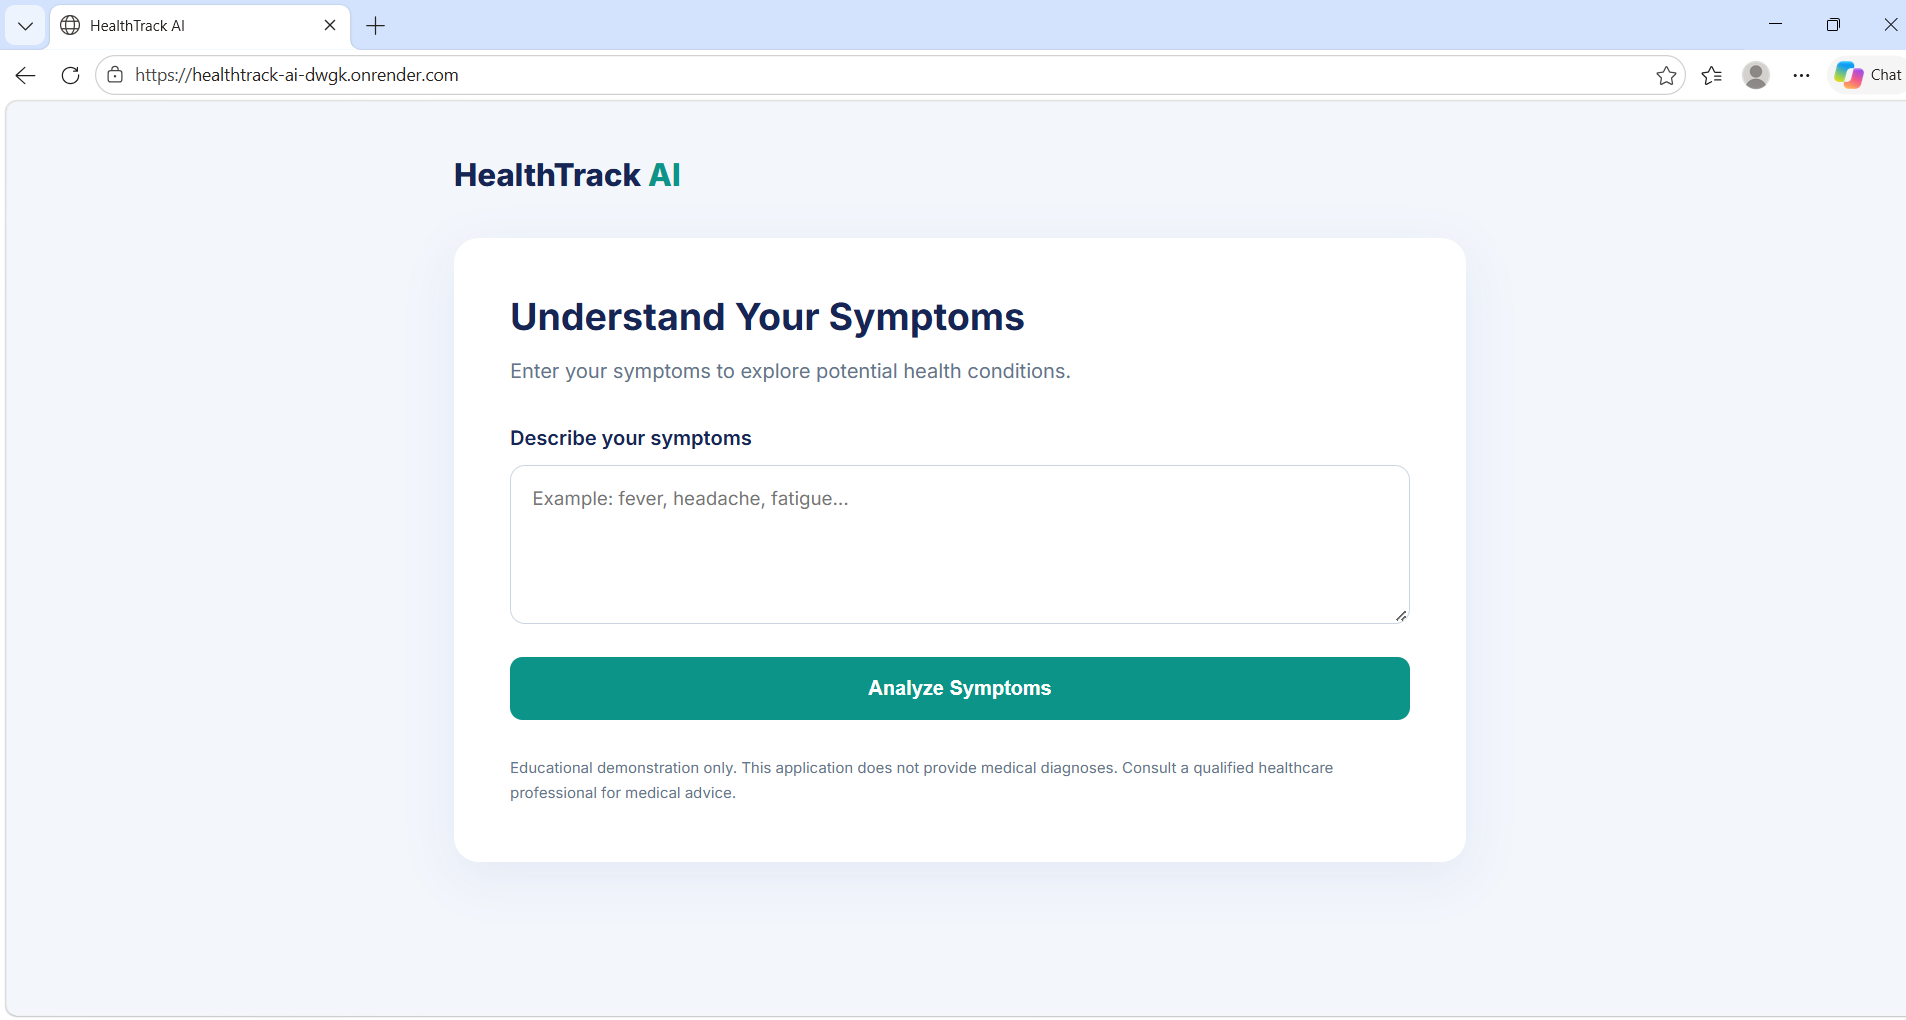 HealthTrack AI
https://healthtrack-ai-dwgk.onrender.com
Chat
HealthTrack AI
Understand Your Symptoms
Enter your symptoms to explore potential health conditions.
Describe your symptoms
Example: fever, headache, fatigue...
Analyze Symptoms
Educational demonstration only. This application does not provide medical diagnoses. Consult a qualified healthcare
professional for medical advice.